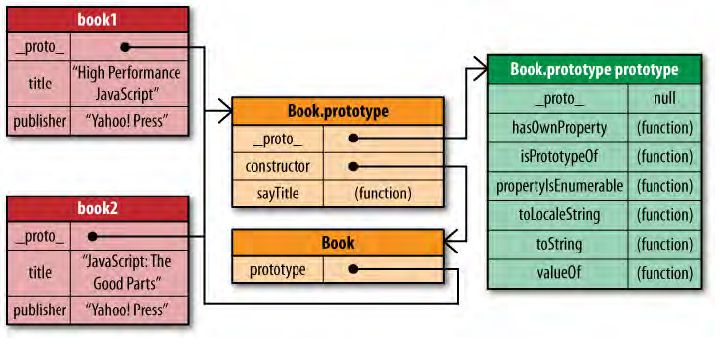 book1
_proto_
title
“High Performance
JavaScript”
publisher
“Yahoo! Press”
book2
_proto_
title
“JavaScript: The
Good Parts”
publisher
“Yahoo! Press”
Book.prototype
_proto_
constructor
sayTitle
(function)
Book
prototype
Book.prototype prototype
_proto_
null
hasOwnProperty
(function)
isPrototypeOf
(function)
propertyIsEnumerable
(function)
toLocaleString
(function)
toString
(function)
valueOf
(function)